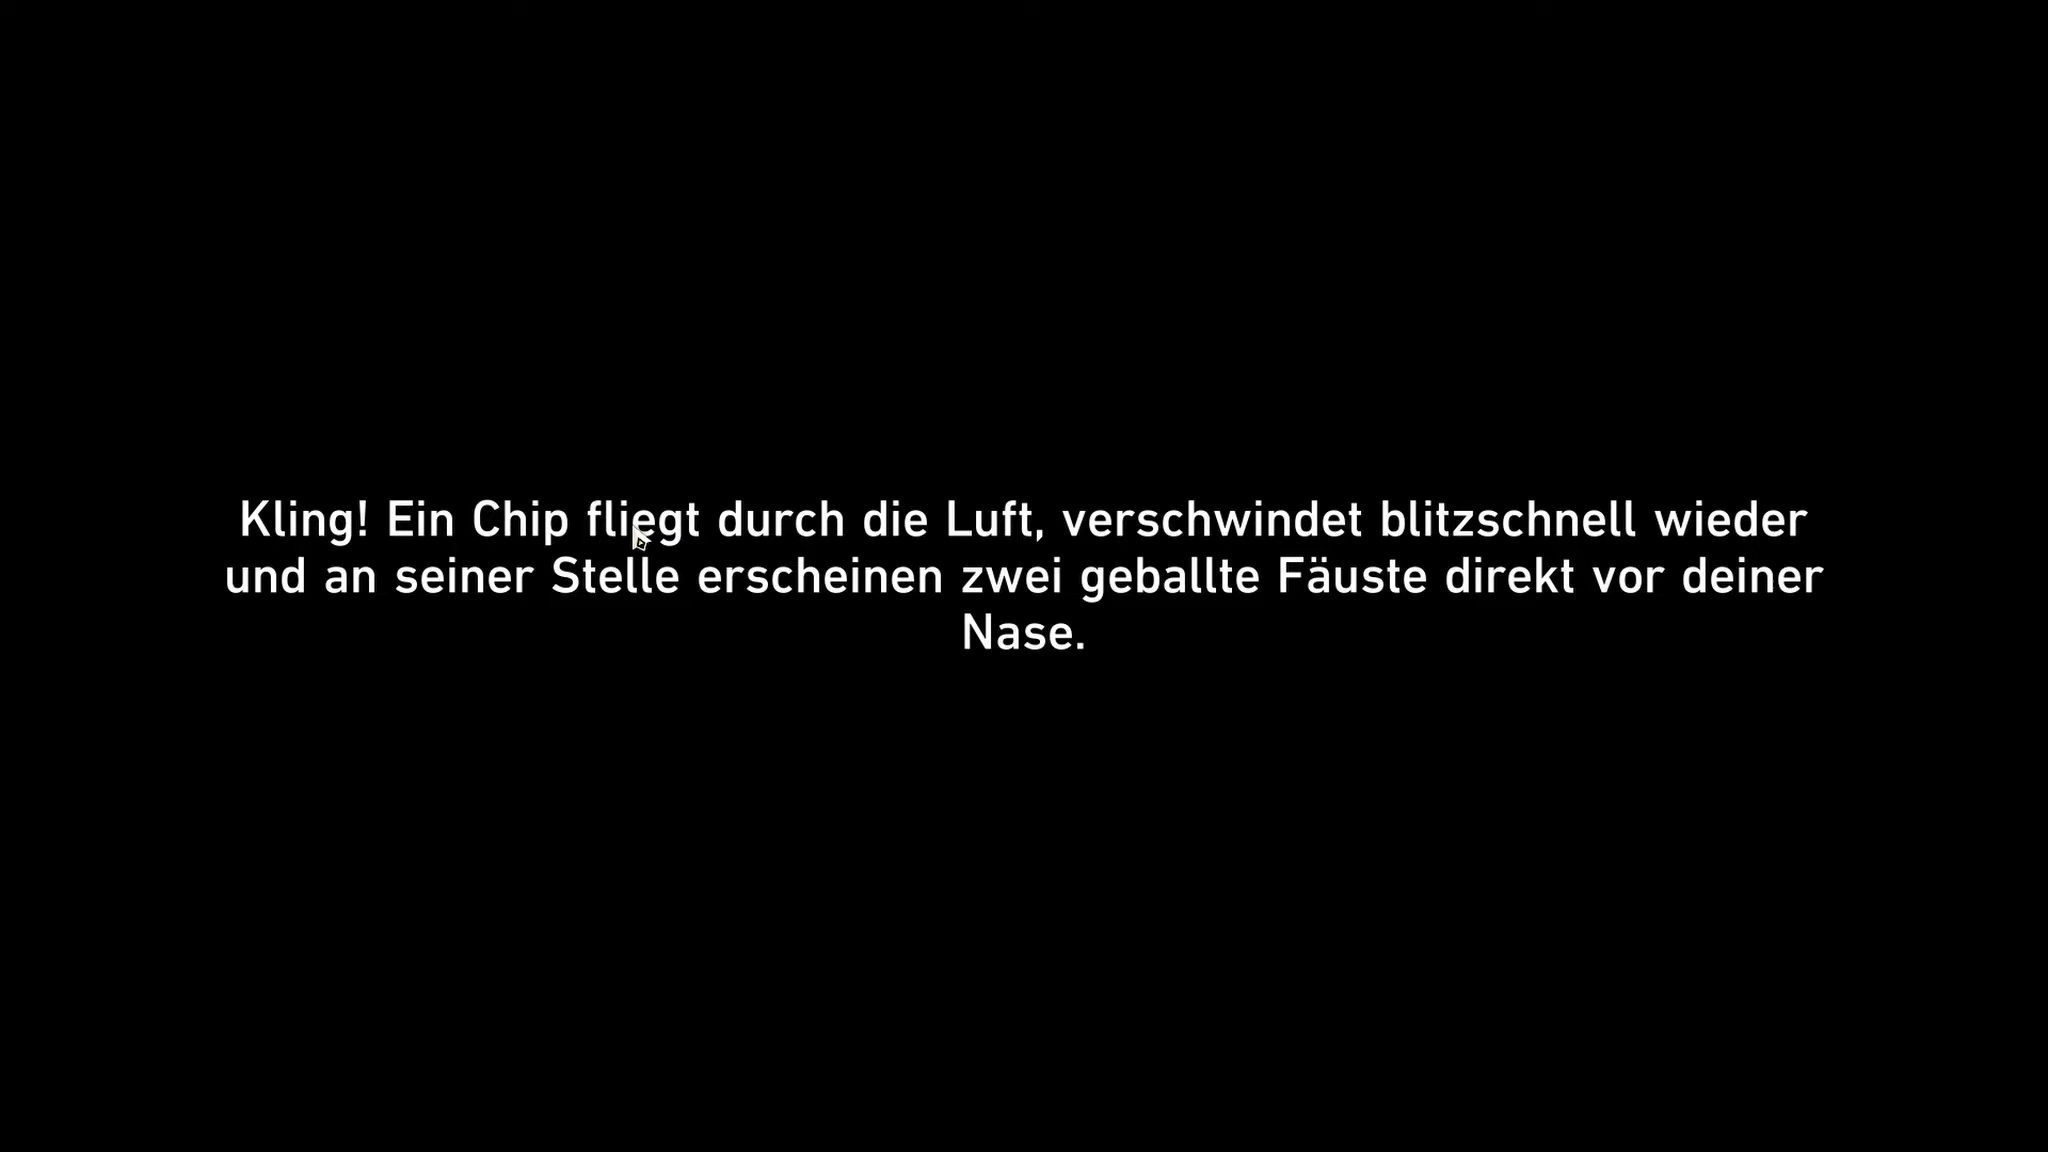 Kling! Ein Chip fliegt durch die Luft, verschwindet blitzschnell wieder
und an seiner Stelle erscheinen zwei geballte Fäuste direkt vor deiner
Nase.